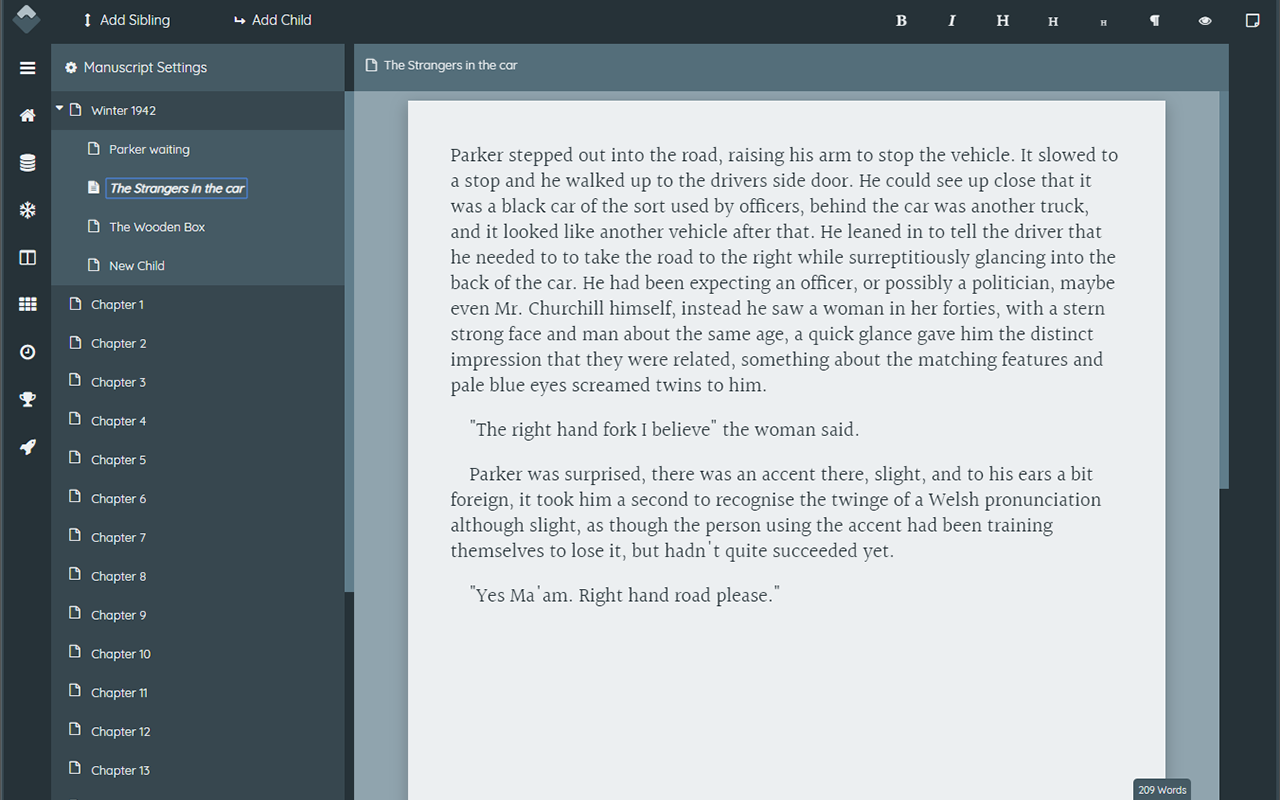 Add Sibling
Add Child
B
I
H
H
H
¶
Manuscript Settings
Winter 1942
Parker waiting
The Strangers in the car
The Wooden Box
New Child
Chapter 1
Chapter 2
Chapter 3
Chapter 4
Chapter 5
Chapter 6
Chapter 7
Chapter 8
Chapter 9
Chapter 10
Chapter 11
Chapter 12
Chapter 13
The Strangers in the car
Parker stepped out into the road, raising his arm to stop the vehicle. It slowed to
a stop and he walked up to the drivers side door. He could see up close that it
was a black car of the sort used by officers, behind the car was another truck,
and it looked like another vehicle after that. He leaned in to tell the driver that
he needed to to take the road to the right while surreptitiously glancing into the
back of the car. He had been expecting an officer, or possibly a politician, maybe
even Mr. Churchill himself, instead he saw a woman in her forties, with a stern
strong face and man about the same age, a quick glance gave him the distinct
impression that they were related, something about the matching features and
pale blue eyes screamed twins to him.
"The right hand fork I believe" the woman said.
Parker was surprised, there was an accent there, slight, and to his ears a bit
foreign, it took him a second to recognise the twinge of a Welsh pronunciation
although slight, as though the person using the accent had been training
themselves to lose it, but hadn't quite succeeded yet.
"Yes Ma'am. Right hand road please."
209 Words